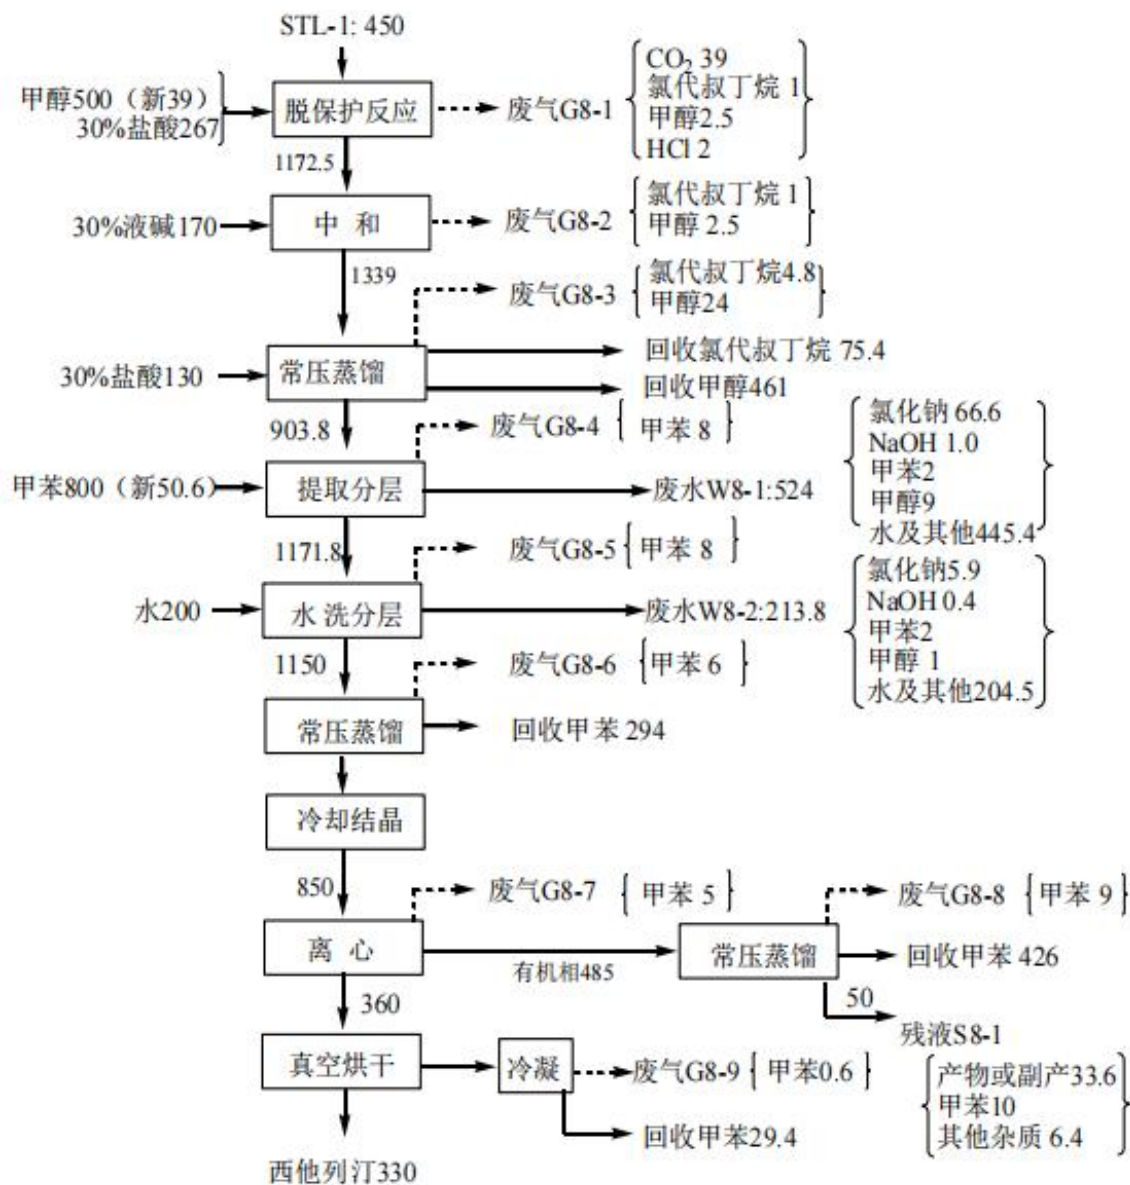 STL-1: 450
甲醇500（新39）
30%盐酸267
脱保护反应
废气G8-1
CO2 39
氯代叔丁烷 1
甲醇2.5
HCl 2
1172.5
30%液碱170
中 和
废气G8-2
氯代叔丁烷 1
甲醇 2.5
1339
废气G8-3
氯代叔丁烷4.8
甲醇24
30%盐酸130
常压蒸馏
回收氯代叔丁烷 75.4
回收甲醇461
903.8
废气G8-4
甲苯 8
甲苯800（新50.6）
提取分层
废水W8-1:524
氯化钠 66.6
NaOH 1.0
甲苯2
甲醇9
水及其他445.4
1171.8
废气G8-5
甲苯 8
水200
水 洗分层
废水W8-2:213.8
氯化钠5.9
NaOH 0.4
甲苯2
甲醇 1
水及其他204.5
1150
废气G8-6
甲苯 6
常压蒸馏
回收甲苯 294
冷却结晶
850
废气G8-7
甲苯 5
废气G8-8
甲苯 9
离 心
有机相485
常压蒸馏
回收甲苯 426
360
50
残液S8-1
真空烘干
冷凝
废气G8-9
甲苯0.6
产物或副产33.6
甲苯10
其他杂质 6.4
回收甲苯29.4
西他列汀330